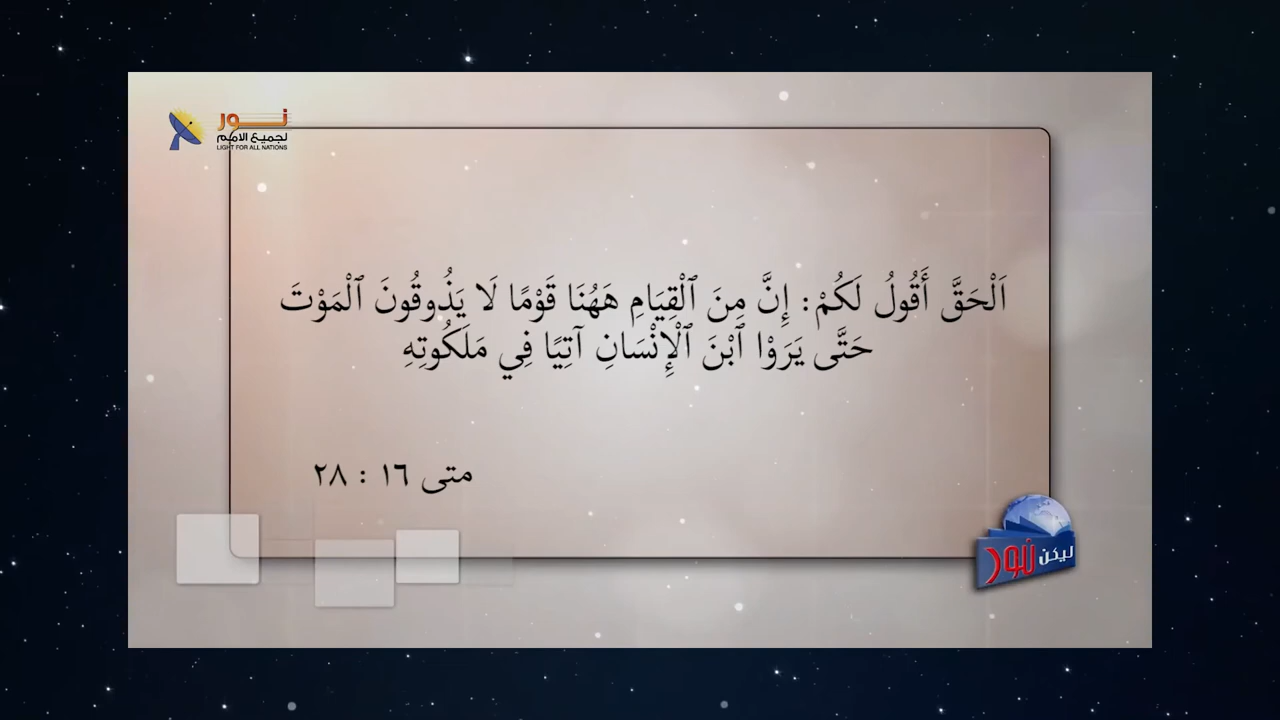 نور
لجميع الامم
LIGHT FOR ALL NATIONS
اَلْحَقَّ أَقُولُ لَكُمْ: إِنَّ مِنَ ٱلْقِيَامِ هَهُنَا قَوْمًا لَا يَذُوقُونَ ٱلْمَوْتَ
حَتَّى يَرَوْا ٱبْنَ ٱلْإِنْسَانِ آتِيًا فِي مَلَكُوتِهِ
متى ١٦ : ٢٨
ليكن نور